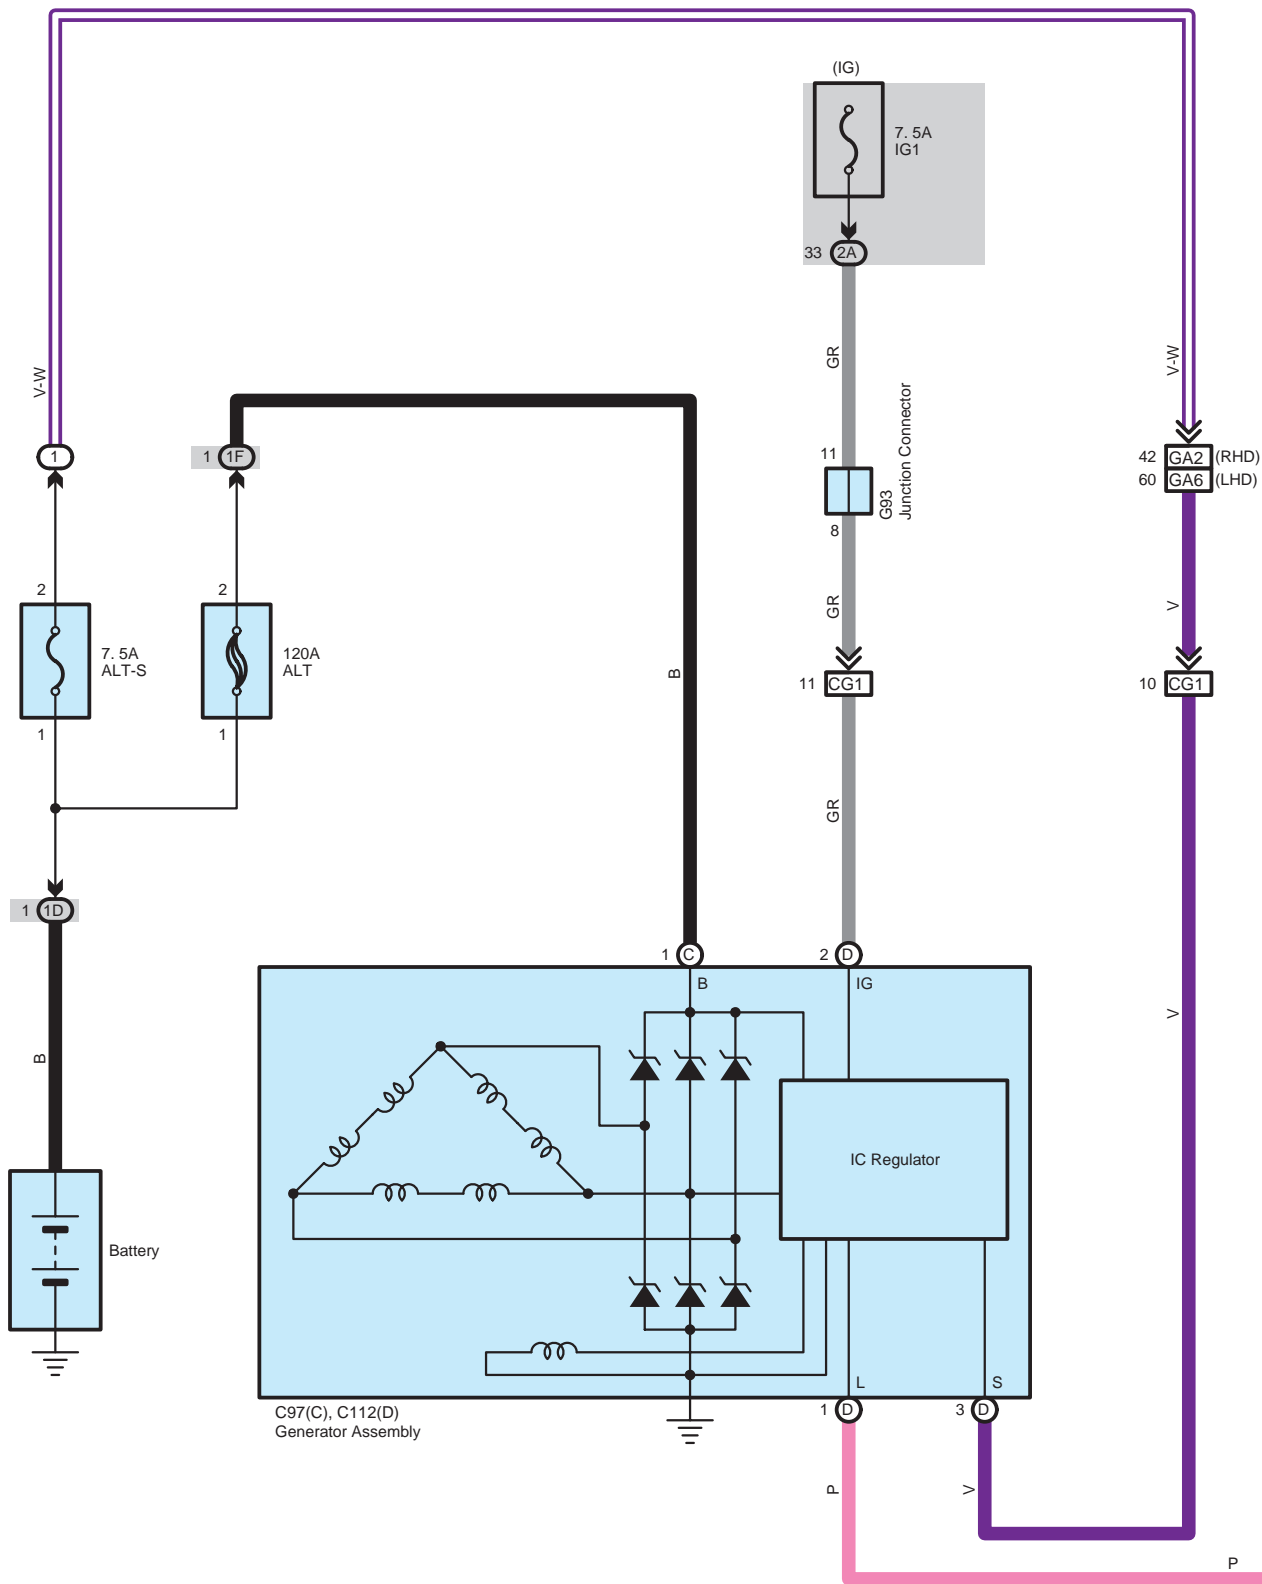 (IG)
7. 5A
IG1
33
2A
GR
V-W
V-W
Junction Connector
G93
11
8
1
1
1F
42
GA2
(RHD)
60
GA6
(LHD)
2
2
GR
V
7. 5A
ALT-S
120A
ALT
B
11
CG1
10
CG1
1
1
GR
1
1D
1
C
2
D
B
IG
V
B
IC Regulator
Battery
L
S
C97(C), C112(D)
Generator Assembly
1
D
3
D
P
V
P